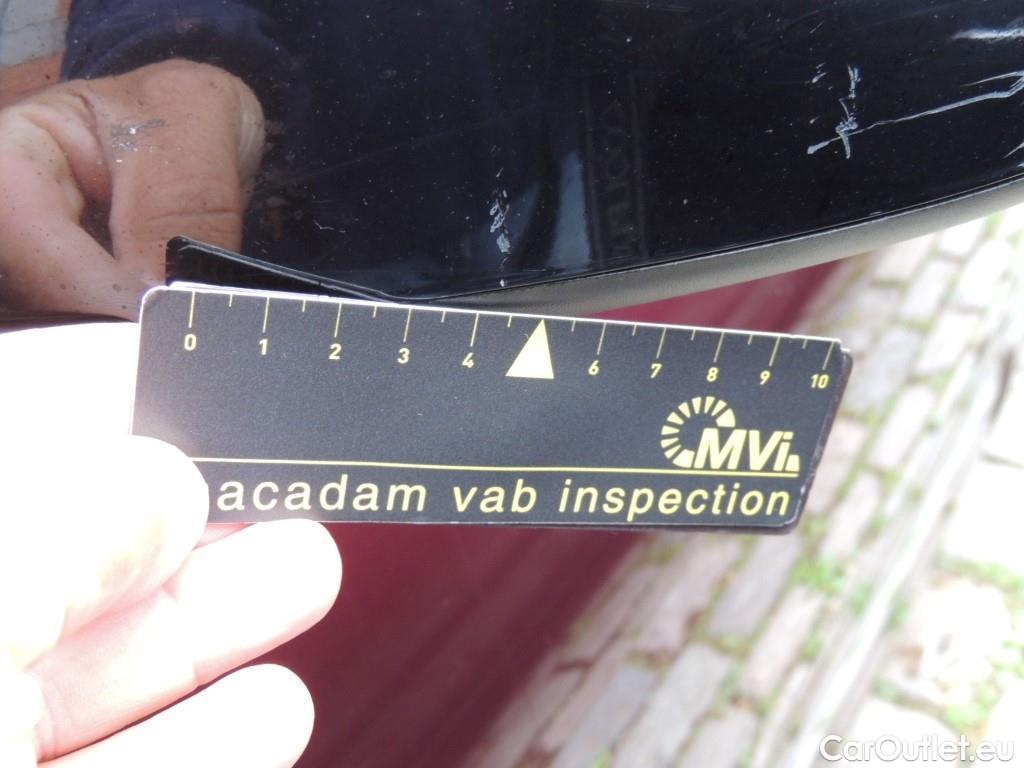 0 1 2 3 4 6 7 8 9 10
MVi
acadam vab inspection
CarOutlet.eu